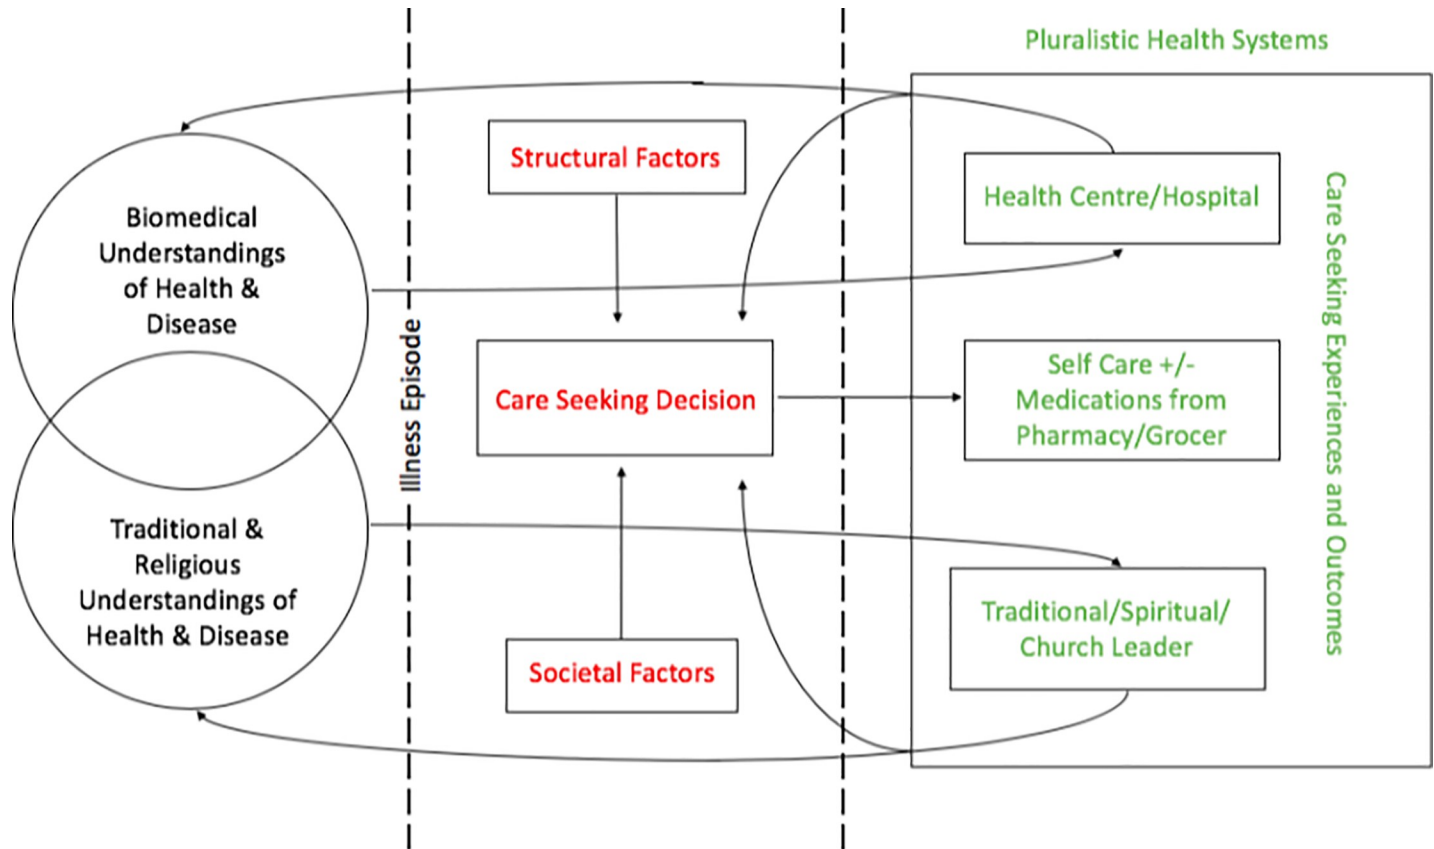 Pluralistic Health Systems
Biomedical
Understandings
of Health &
Disease
Traditional &
Religious
Understandings of
Health & Disease
Illness Episode
Structural Factors
Care Seeking Decision
Societal Factors
Health Centre/Hospital
Self Care +/-
Medications from
Pharmacy/Grocer
Traditional/Spiritual/
Church Leader
Care Seeking Experiences and Outcomes